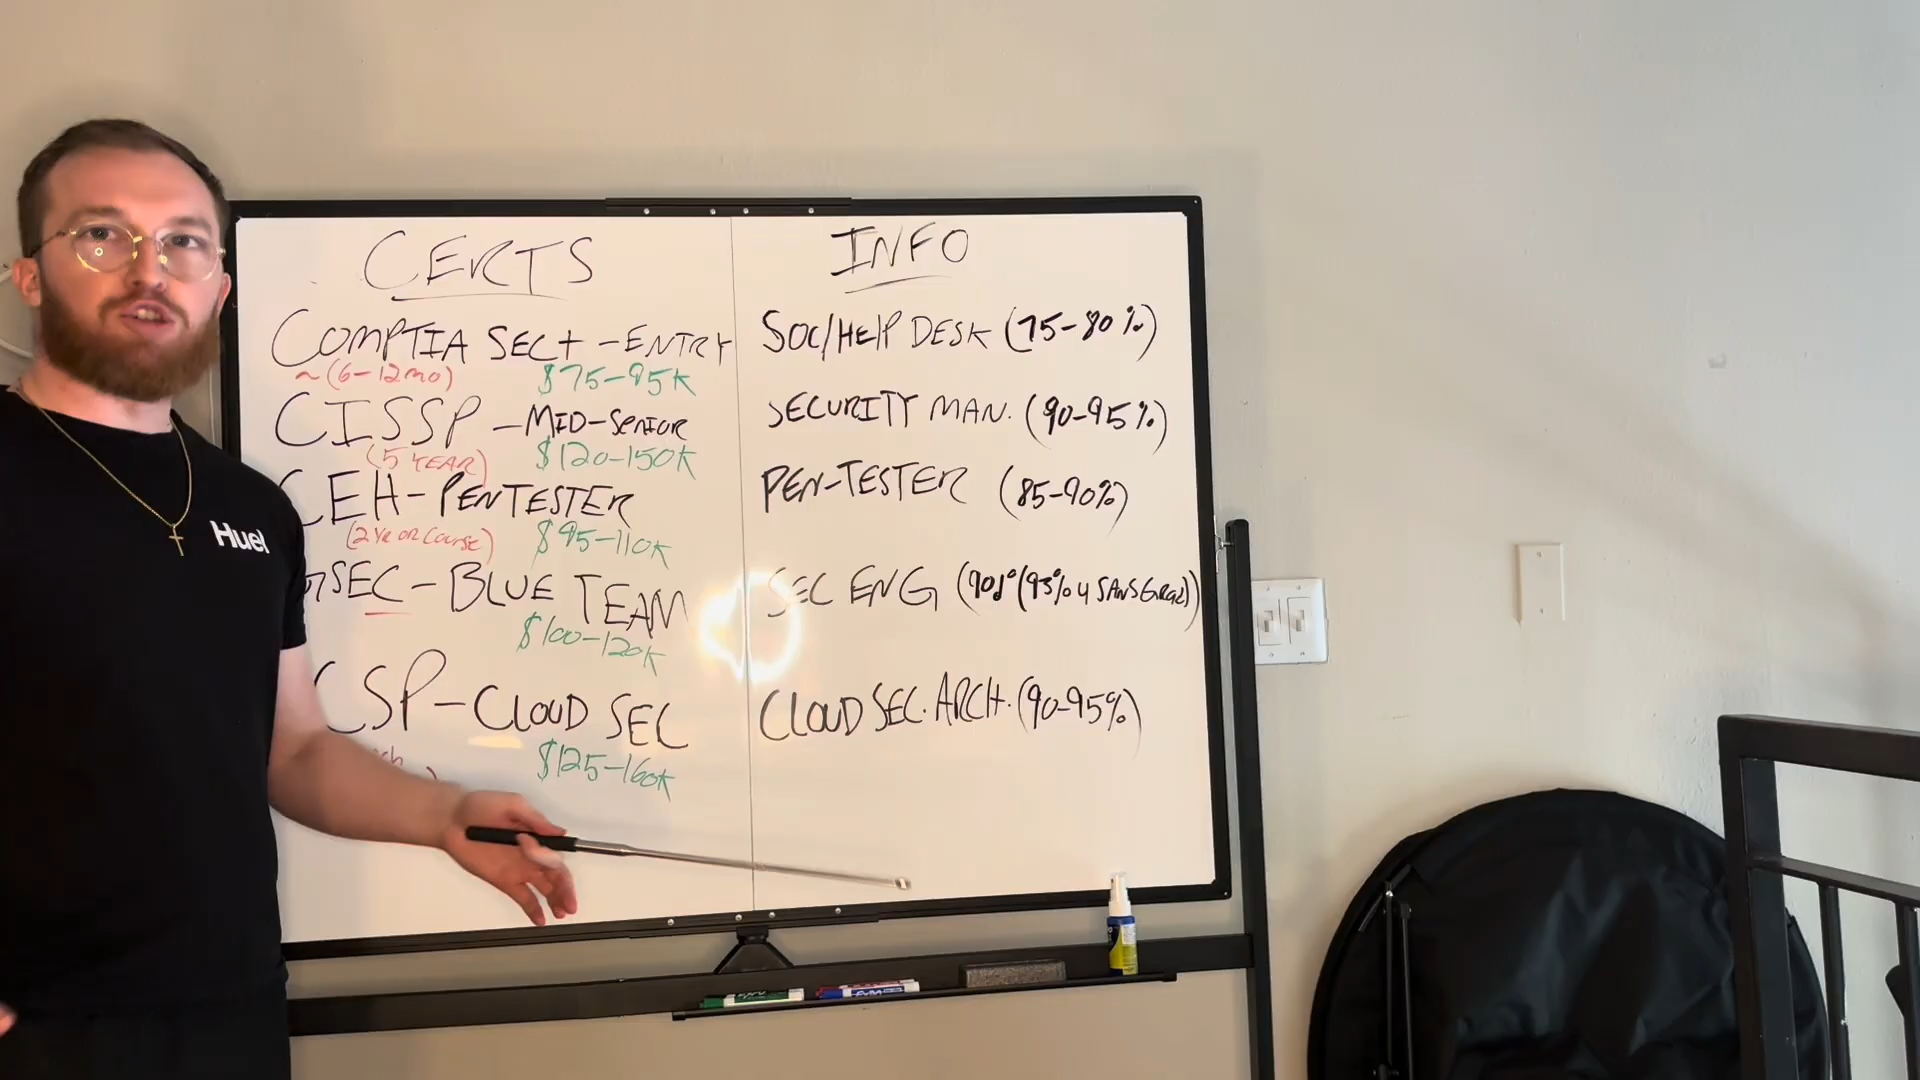 CERTS
COMPTIA SEC+ - ENTRY
~(6-12mo) $75-95K
CISSP - MID-SENIOR
(5 YEAR) $120-150K
CEH - PENTESTER
(2 YR OR COURSE) $95-110K
SEC - BLUE TEAM
$100-120K
CSP - CLOUD SEC
$125-160K
INFO
SOC/HELP DESK (75-80%)
SECURITY MAN. (90-95%)
PEN-TESTER (85-90%)
SEC ENG (90% (93% 4 SANS Grad))
CLOUD SEC. ARCH. (90-95%)
Huel